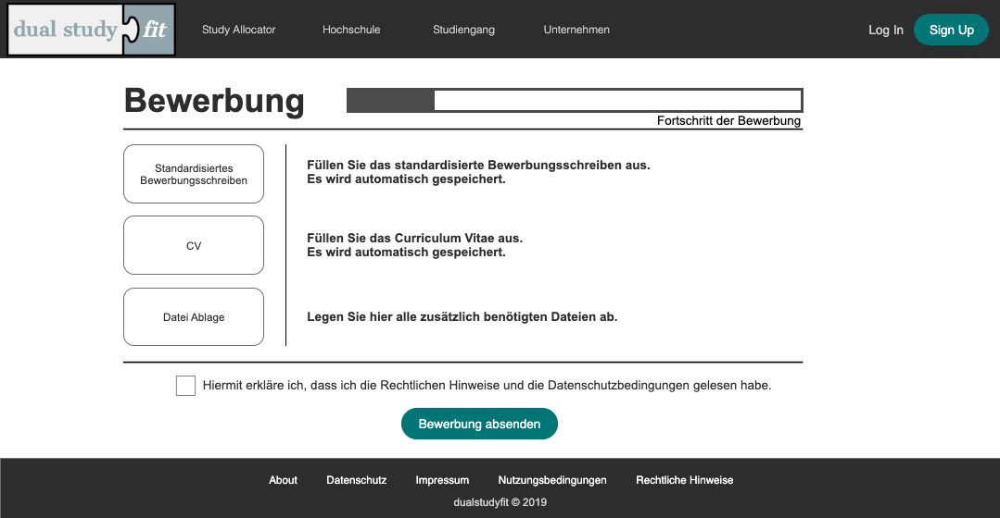 dual study fit
Study Allocator
Hochschule
Studiengang
Unternehmen
Log In
Sign Up
Bewerbung
Fortschritt der Bewerbung
Standardisiertes
Bewerbungsschreiben
Füllen Sie das standardisierte Bewerbungsschreiben aus.
Es wird automatisch gespeichert.
CV
Füllen Sie das Curriculum Vitae aus.
Es wird automatisch gespeichert.
Datei Ablage
Legen Sie hier alle zusätzlich benötigten Dateien ab.
Hiermit erkläre ich, dass ich die Rechtlichen Hinweise und die Datenschutzbedingungen gelesen habe.
Bewerbung absenden
About
Datenschutz
Impressum
Nutzungsbedingungen
Rechtliche Hinweise
dualstudyfit © 2019